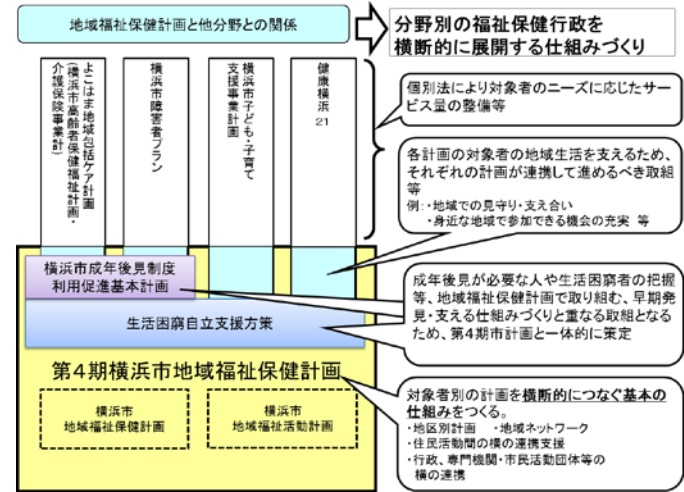 地域福祉保健計画と他分野との関係
分野別の福祉保健行政を
横断的に展開する仕組みづくり
よこはま地域包括ケア計画
(横浜市高齢者保健福祉計画・
介護保険事業計)
横浜市障害者プラン
横浜市子ども・子育て
支援事業計画
健康横浜21
個別法により対象者のニーズに応じたサー
ビス量の整備等
各計画の対象者の地域生活を支えるため、
それぞれの計画が連携して進めるべき取組
等
例:・地域での見守り・支え合い
・身近な地域で参加できる機会の充実 等
横浜市成年後見制度
利用促進基本計画
生活困窮自立支援方策
成年後見が必要な人や生活困窮者の把握
等、地域福祉保健計画で取り組む、早期発
見・支える仕組みづくりと重なる取組となる
ため、第4期市計画と一体的に策定
第4期横浜市地域福祉保健計画
横浜市
地域福祉保健計画
横浜市
地域福祉活動計画
対象者別の計画を横断的につなぐ基本の
仕組みをつくる。
・地区別計画 ・地域ネットワーク
・住民活動間の横の連携支援
・行政、専門機関・市民活動団体等の
横の連携